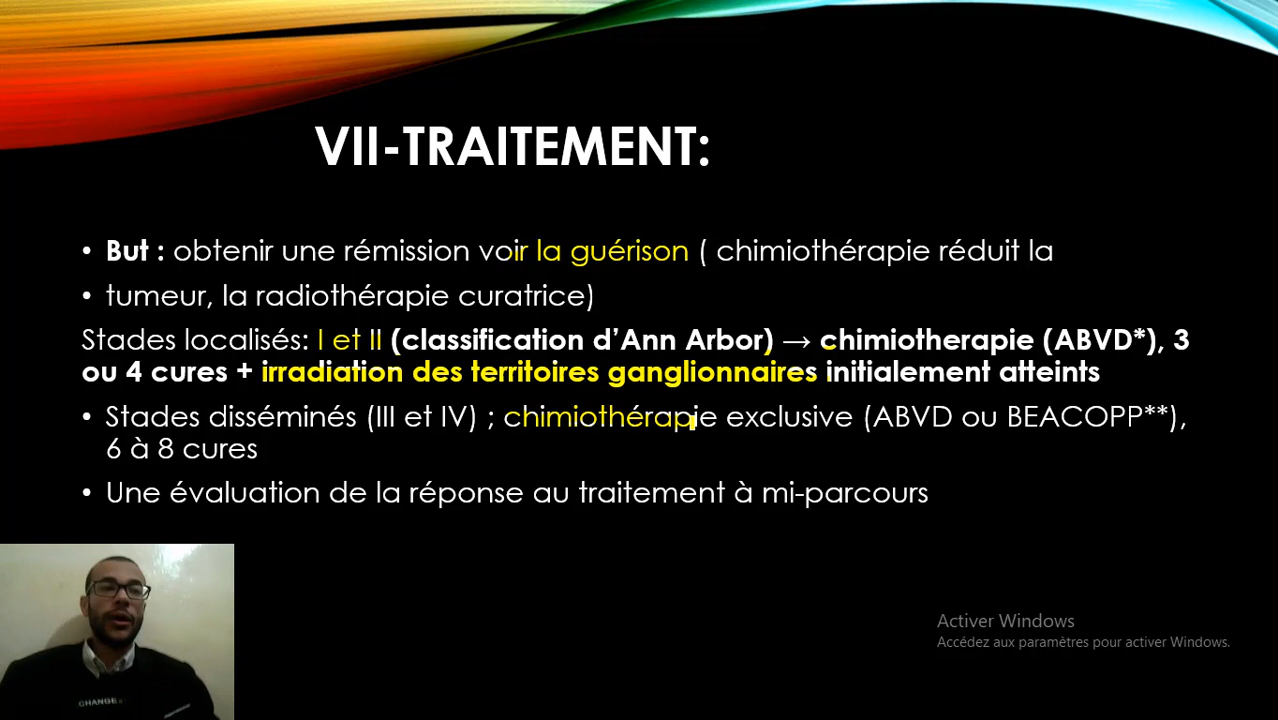 VII-TRAITEMENT:
• But : obtenir une rémission voir la guérison ( chimiothérapie réduit la
• tumeur, la radiothérapie curatrice)
Stades localisés: I et II (classification d’Ann Arbor) → chimiotherapie (ABVD*), 3
ou 4 cures + irradiation des territoires ganglionnaires initialement atteints
• Stades disséminés (III et IV) ; chimiothérapie exclusive (ABVD ou BEACOPP**),
6 à 8 cures
• Une évaluation de la réponse au traitement à mi-parcours
CHANGE
Activer Windows
Accédez aux paramètres pour activer Windows.